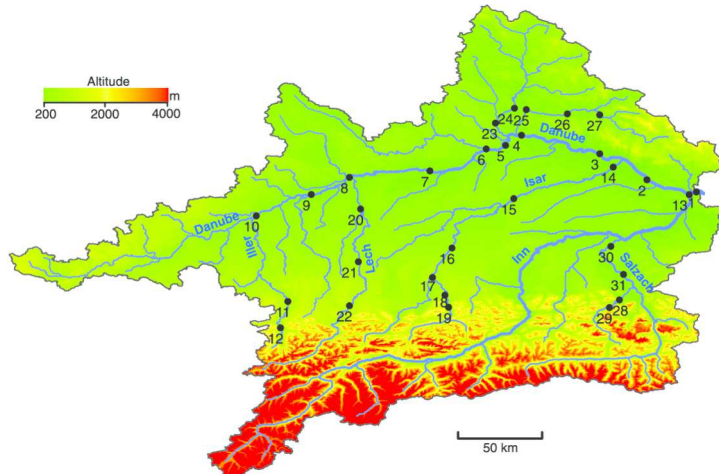 Altitude
200 2000 4000 m
24 25 26 27
23
Danube
4
6 5
3
14
7
Isar
2
8
13 1
9
15
20
10
Danube
Iller
Lech
Inn
16
30
21
Salzach
17
31
18
28
11
22
19
29
12
50 km